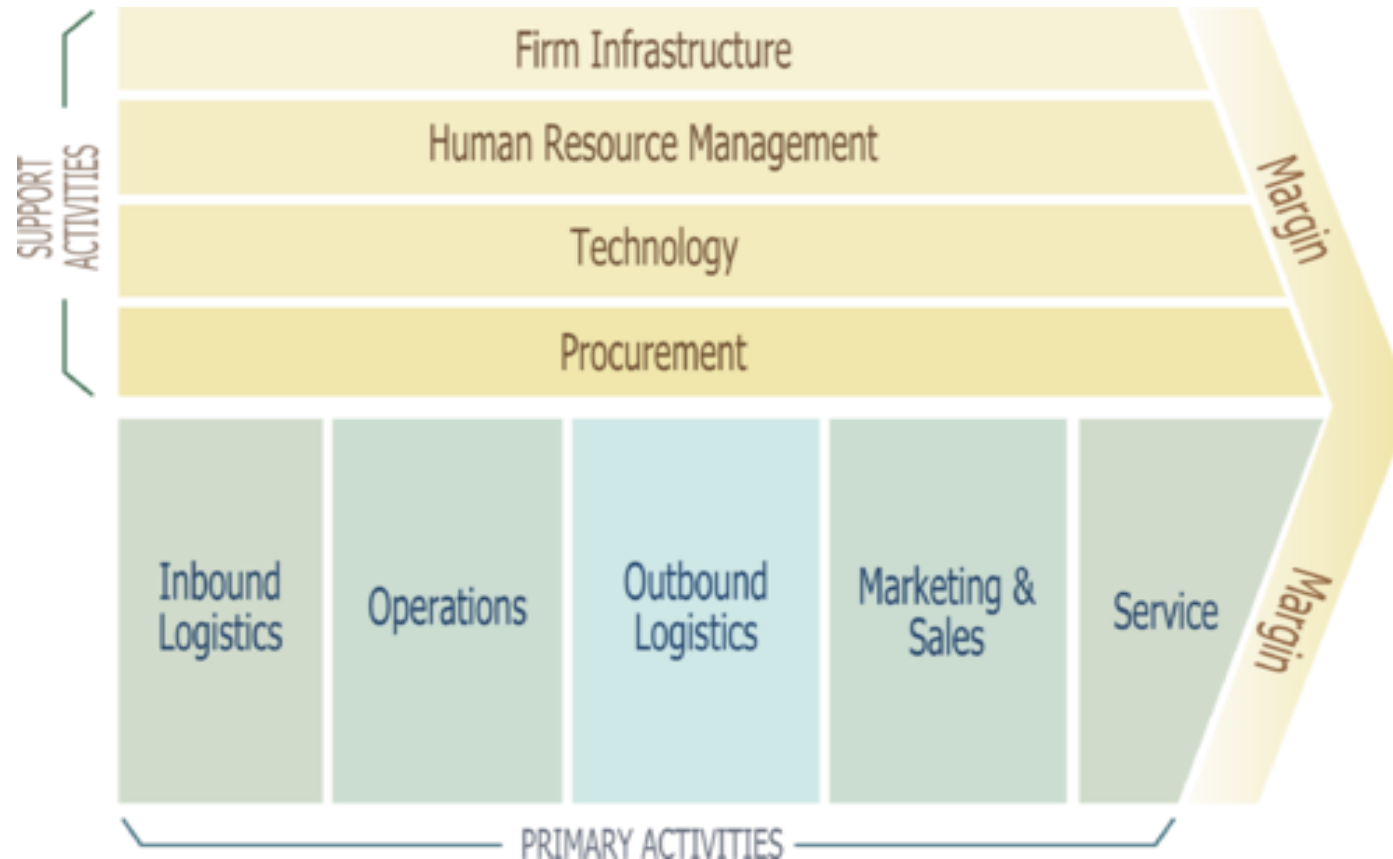 Firm Infrastructure
Human Resource Management
Technology
Procurement
SUPPORT
ACTIVITIES
Margin
Inbound
Logistics
Operations
Outbound
Logistics
Marketing &
Sales
Service
Margin
PRIMARY ACTIVITIES